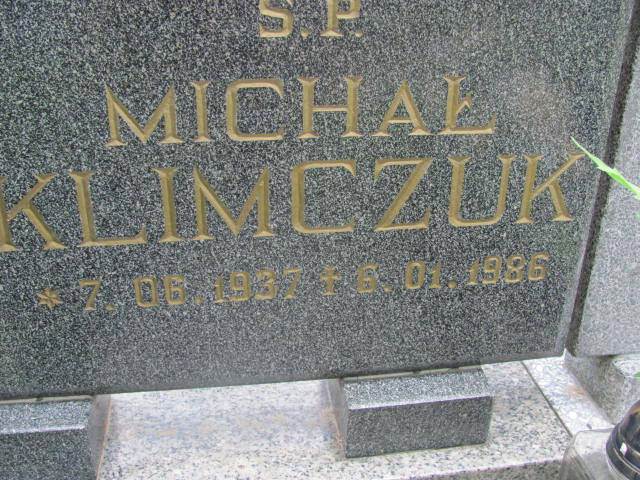 Ś.P.
MICHAŁ
KLIMCZUK
* 7. 06. 1937 ✝ 6. 01. 1986